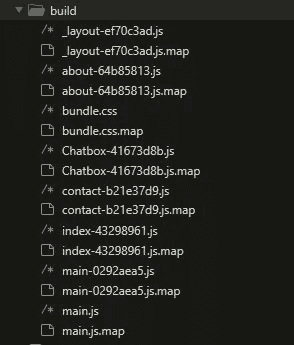 build
/* _layout-ef70c3ad.js
_layout-ef70c3ad.js.map
/* about-64b85813.js
about-64b85813.js.map
/* bundle.css
bundle.css.map
/* Chatbox-41673d8b.js
Chatbox-41673d8b.js.map
/* contact-b21e37d9.js
contact-b21e37d9.js.map
/* index-43298961.js
index-43298961.js.map
/* main-0292aea5.js
main-0292aea5.js.map
/* main.js
main.js.map